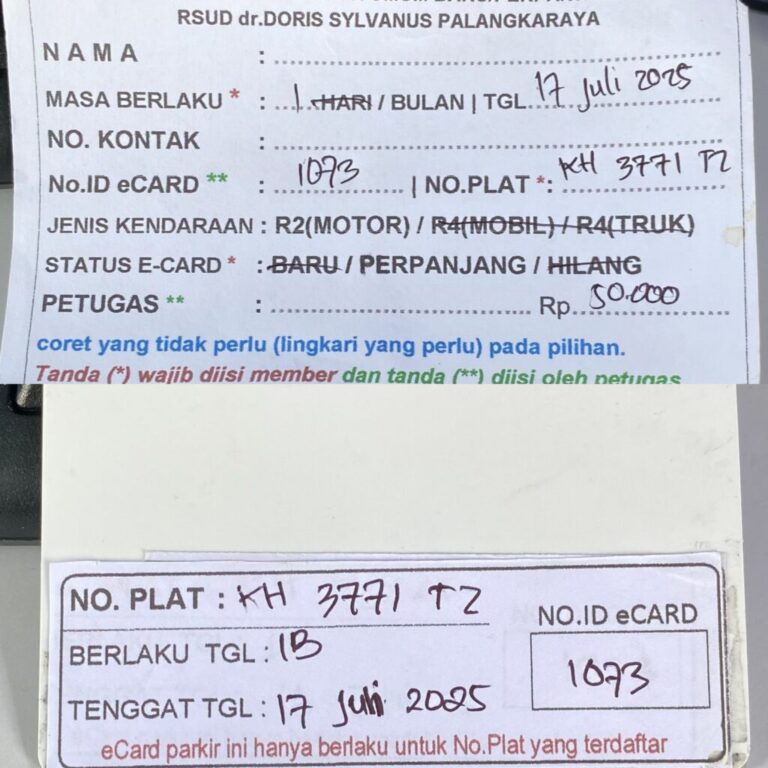 RSUD dr.DORIS SYLVANUS PALANGKARAYA
NAMA :
MASA BERLAKU * : 1 HARI / BULAN | TGL. 17 Juli 2025
NO. KONTAK :
No.ID eCARD ** : 1073 | NO.PLAT *: KH 3771 TZ
JENIS KENDARAAN : R2(MOTOR) / R4(MOBIL) / R4(TRUK)
STATUS E-CARD * : BARU / PERPANJANG / HILANG
PETUGAS ** : Rp. 50.000
coret yang tidak perlu (lingkari yang perlu) pada pilihan.
Tanda (*) wajib diisi member dan tanda (**) diisi oleh petugas
NO. PLAT : KH 3771 TZ
BERLAKU TGL : 1B
TENGGAT TGL : 17 Juli 2025
NO.ID eCARD
1073
eCard parkir ini hanya berlaku untuk No.Plat yang terdaftar